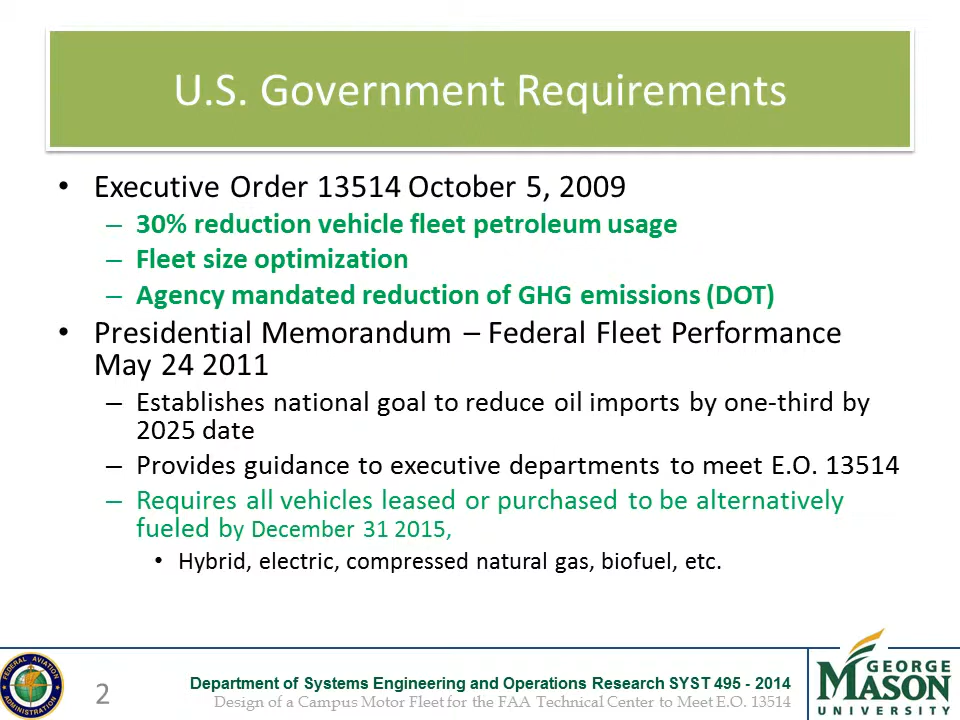 U.S. Government Requirements
• Executive Order 13514 October 5, 2009
– 30% reduction vehicle fleet petroleum usage
– Fleet size optimization
– Agency mandated reduction of GHG emissions (DOT)
• Presidential Memorandum – Federal Fleet Performance
May 24 2011
– Establishes national goal to reduce oil imports by one-third by
2025 date
– Provides guidance to executive departments to meet E.O. 13514
– Requires all vehicles leased or purchased to be alternatively
fueled by December 31 2015,
• Hybrid, electric, compressed natural gas, biofuel, etc.
FEDERAL AVIATION
ADMINISTRATION
2
Department of Systems Engineering and Operations Research SYST 495 - 2014
Design of a Campus Motor Fleet for the FAA Technical Center to Meet E.O. 13514
GEORGE
MASON
UNIVERSITY